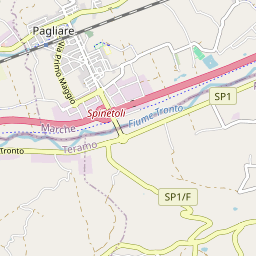 Pagliare
Via Primo Maggio
SP1
Spinetoli
Fiume Tronto
Marche
Teramo
Tronto
SP1/F